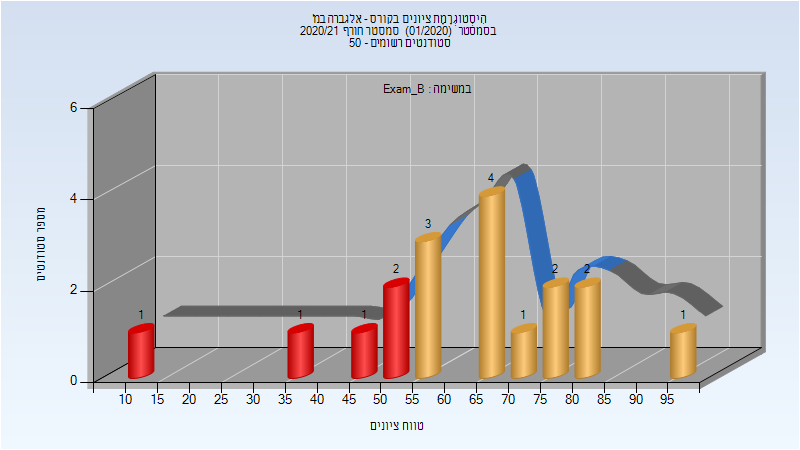 היסטוגרמת ציונים בקורס - אלגברה במ'
בסמסטר (01/2020) סמסטר חורף 2020/21
סטודנטים רשומים - 50
במשימה : Exam_B
מספר סטודנטים
6
4
2
0
1
1
1
2
3
4
1
2
2
1
10 15 20 25 30 35 40 45 50 55 60 65 70 75 80 85 90 95
טווח ציונים